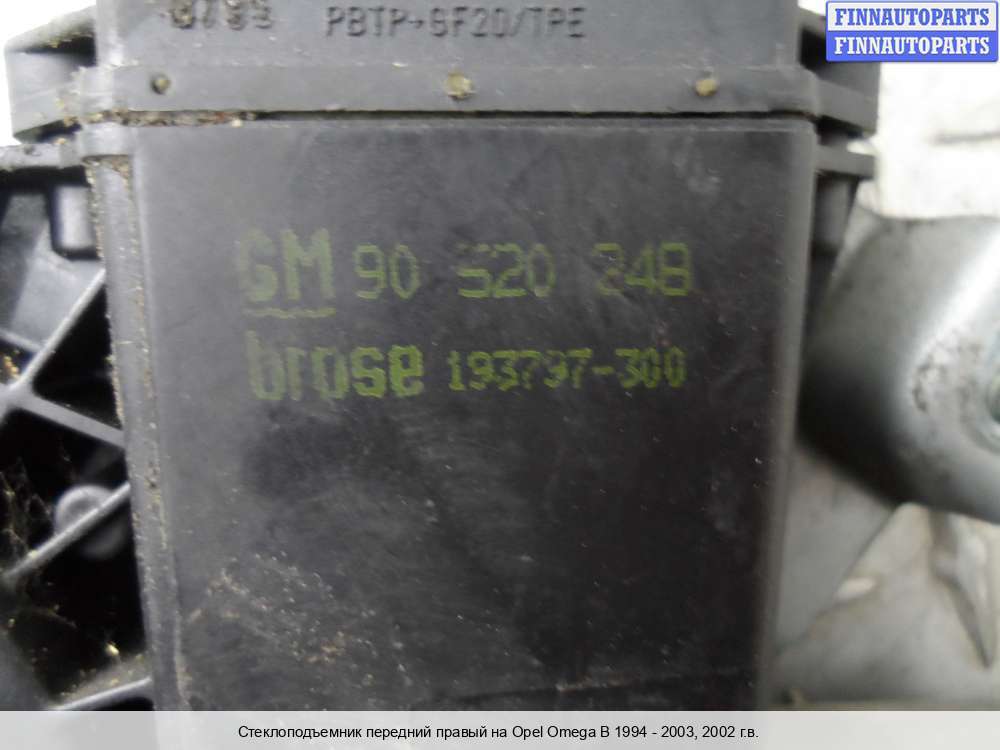 PBTP-GF20/TPE
FINNAUTOPARTS
FINNAUTOPARTS
GM 90 520 248
brose 193797-300
Стеклоподъемник передний правый на Opel Omega B 1994 - 2003, 2002 г.в.